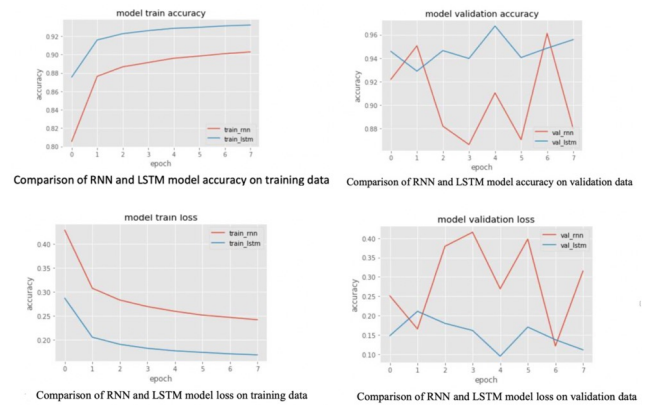 model train accuracy
accuracy
0.92
0.90
0.88
0.86
0.84
0.82
0.80
0 1 2 3 4 5 6 7
epoch
train_rnn
train_lstm
Comparison of RNN and LSTM model accuracy on training data
model validation accuracy
accuracy
0.96
0.94
0.92
0.90
0.88
0 1 2 3 4 5 6 7
epoch
val_rnn
val_lstm
Comparison of RNN and LSTM model accuracy on validation data
model train loss
accuracy
0.40
0.35
0.30
0.25
0.20
0 1 2 3 4 5 6 7
epoch
train_rnn
train_lstm
Comparison of RNN and LSTM model loss on training data
model validation loss
accuracy
0.40
0.35
0.30
0.25
0.20
0.15
0.10
0 1 2 3 4 5 6 7
epoch
val_rnn
val_lstm
Comparison of RNN and LSTM model loss on validation data